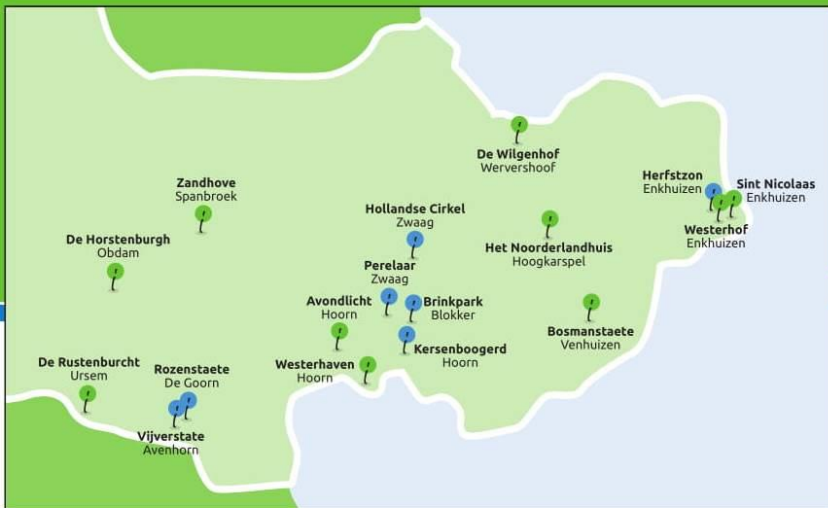 De Wilgenhof
Wervershoof
Herfstzon
Enkhuizen
Sint Nicolaas
Enkhuizen
Zandhove
Spanbroek
Hollandse Cirkel
Zwaag
Westerhof
Enkhuizen
De Horstenburgh
Obdam
Het Noorderlandhuis
Hoogkarspel
Perelaar
Zwaag
Avondlicht
Hoorn
Brinkpark
Blokker
Bosmanstaete
Venhuizen
Kersenboogerd
Hoorn
De Rustenburcht
Ursem
Rozenstaete
De Goorn
Westerhaven
Hoorn
Vijverstate
Avenhorn